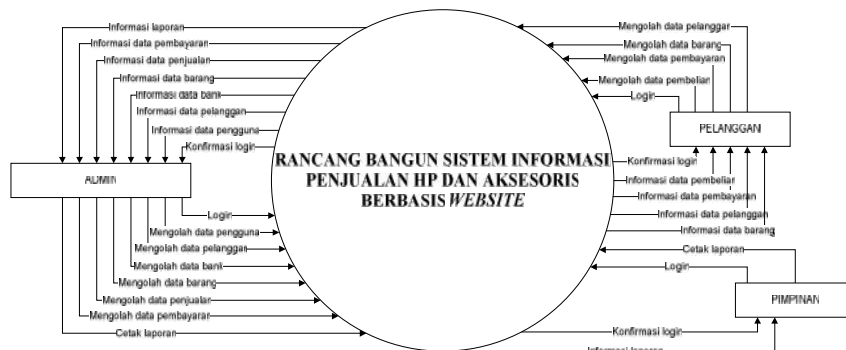 Informasi laporan
Informasi data pembayaran
Informasi data penjualan
Informasi data barang
Informasi data bank
Informasi data pelanggan
Informasi data pengguna
Konfirmasi login
ADMIN
Login
Mengolah data pengguna
Mengolah data pelanggan
Mengolah data bank
Mengolah data barang
Mengolah data penjualan
Mengolah data pembayaran
Cetak laporan
RANCANG BANGUN SISTEM INFORMASI
PENJUALAN HP DAN AKSESORIS
BERBASIS WEBSITE
Mengolah data pelanggan
Mengolah data barang
Mengolah data pembayaran
Mengolah data pembelian
Login
PELANGGAN
Konfirmasi login
Informasi data pembelian
Informasi data pembayaran
Informasi data pelanggan
Informasi data barang
Cetak laporan
Login
PIMPINAN
Konfirmasi login
Informasi laporan